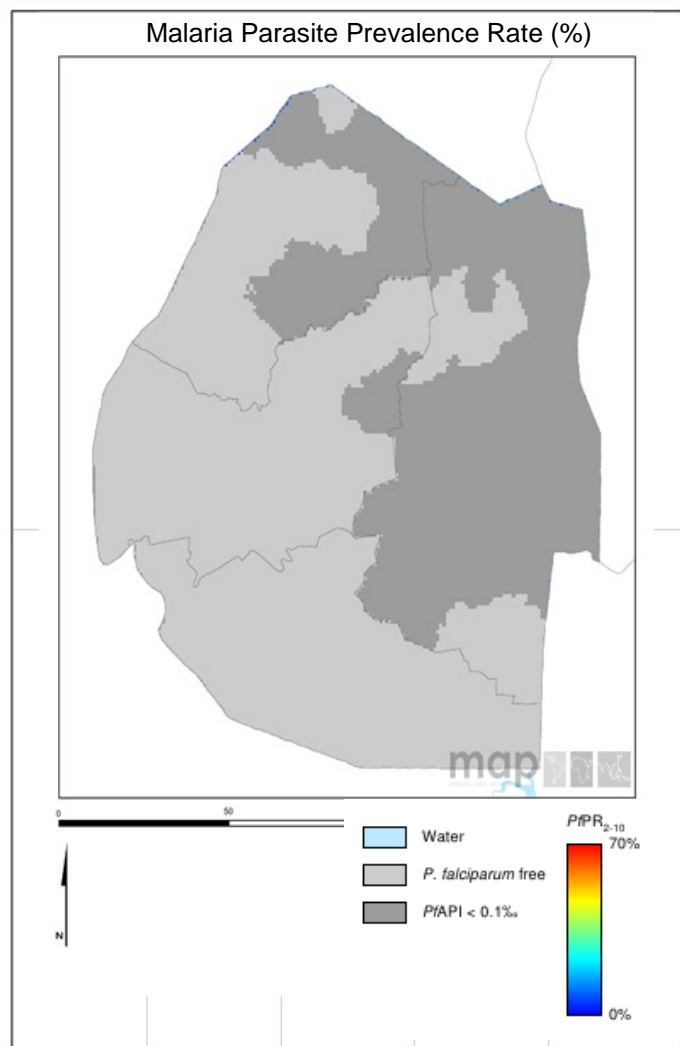 Malaria Parasite Prevalence Rate (%)
map
0 50
Water
P. falciparum free
PfAPI < 0.1‰
PfPR2-10
70%
0%
N